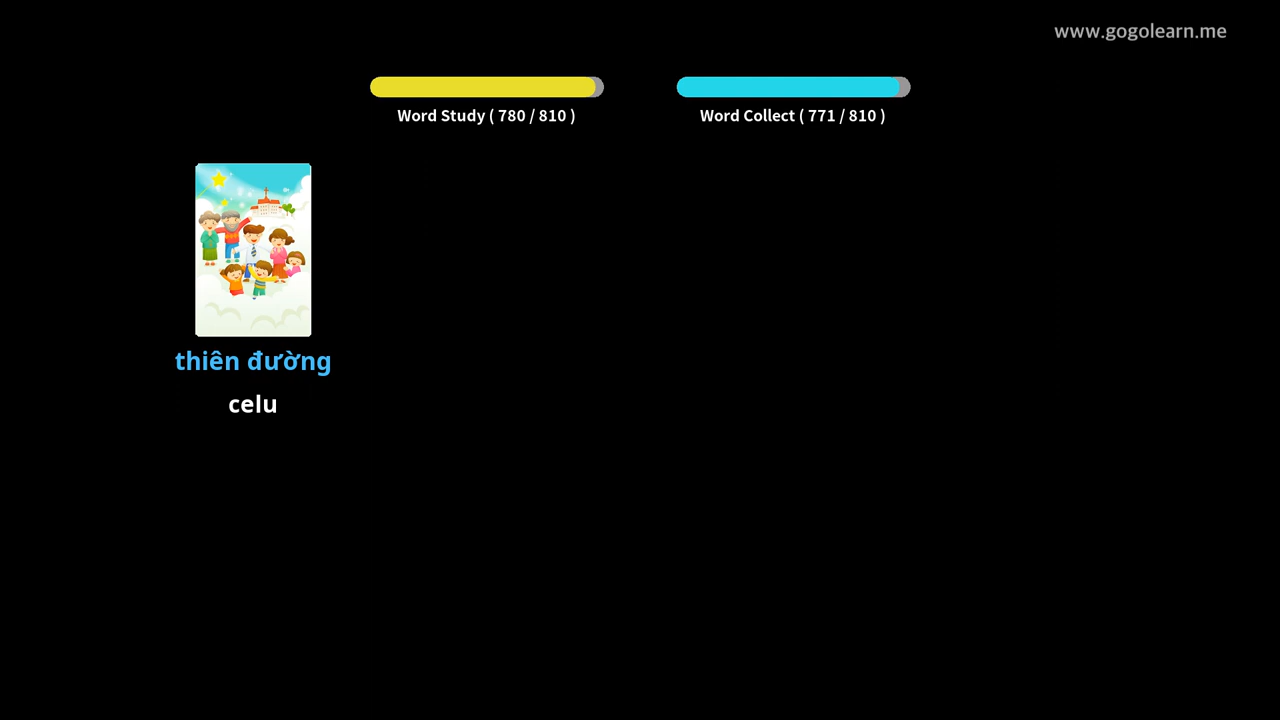 www.gogolearn.me
Word Study ( 780 / 810 )
Word Collect ( 771 / 810 )
thiên đường
celu